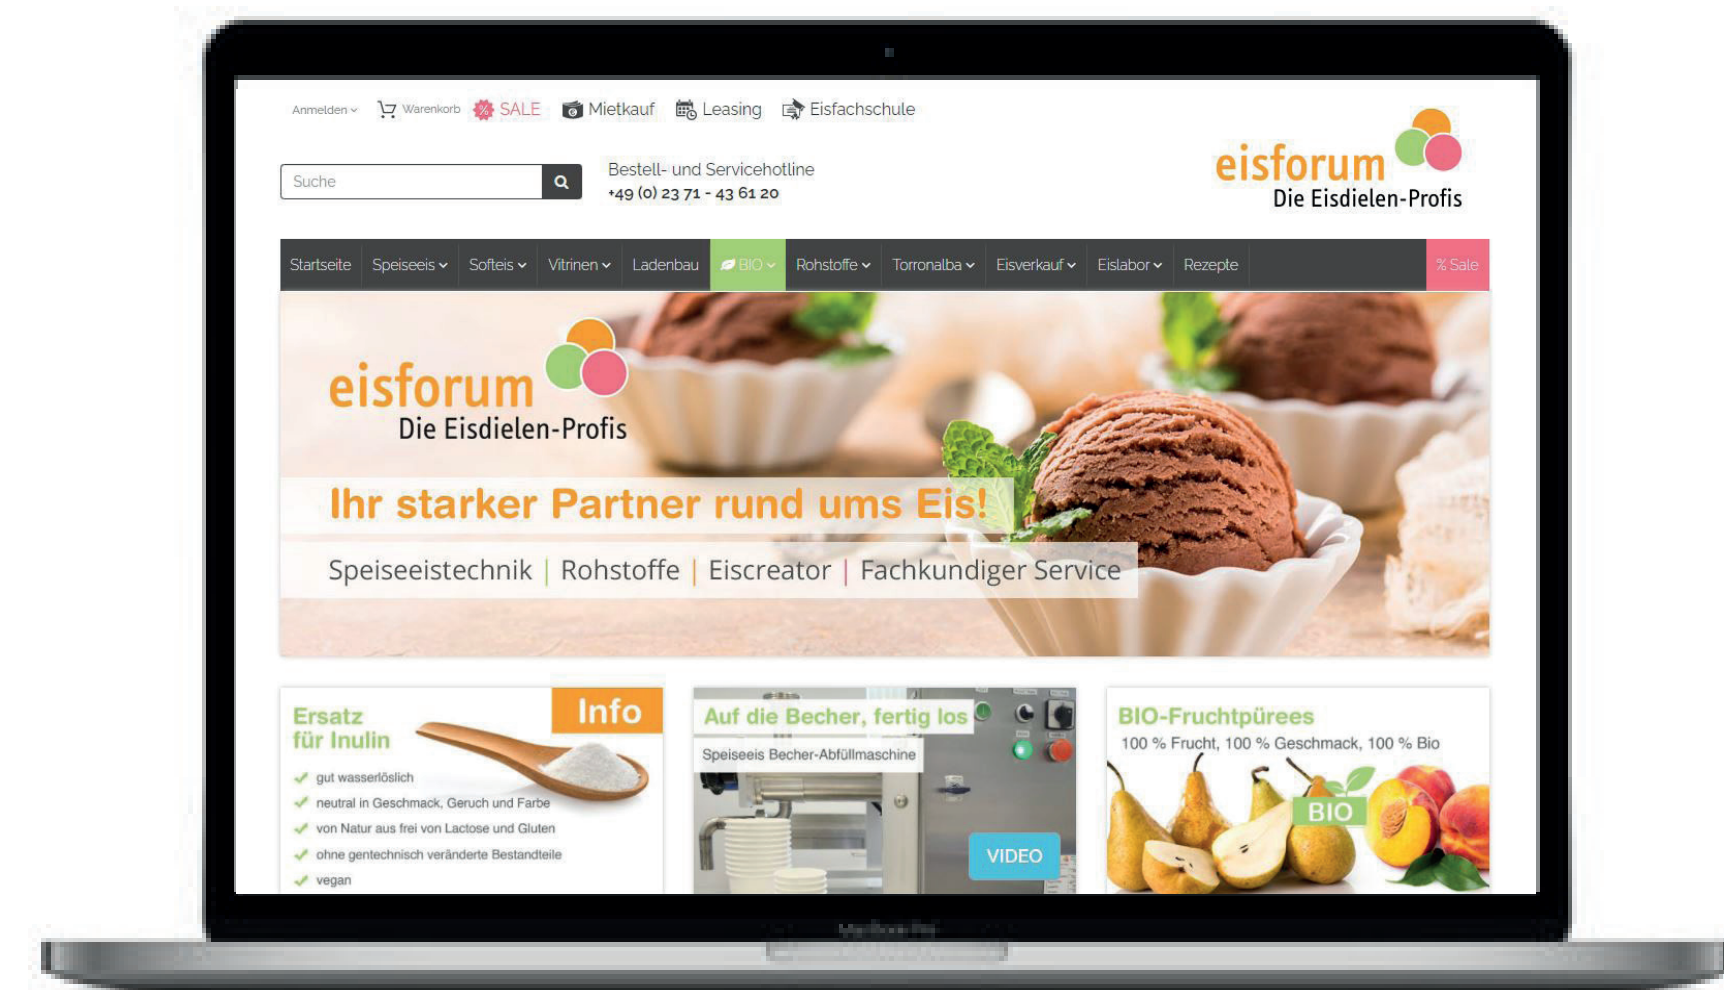 Anmelden
Warenkorb
SALE
Mietkauf
Leasing
Eisfachschule
Suche
Bestell- und Servicehotline
+49 (0) 23 71 - 43 61 20
eisforum
Die Eisdielen-Profis
Startseite
Speiseeis
Softeis
Vitrinen
Ladenbau
BIO
Rohstoffe
Torronalba
Eisverkauf
Eislabor
Rezepte
% Sale
eisforum
Die Eisdielen-Profis
Ihr starker Partner rund ums Eis!
Speiseeistechnik | Rohstoffe | Eiscreator | Fachkundiger Service
Ersatz
für Inulin
Info
gut wasserlöslich
neutral in Geschmack, Geruch und Farbe
von Natur aus frei von Lactose und Gluten
ohne gentechnisch veränderte Bestandteile
vegan
Auf die Becher, fertig los
Speiseeis Becher-Abfüllmaschine
VIDEO
BIO-Fruchtpürees
100 % Frucht, 100 % Geschmack, 100 % Bio
BIO
MacBook Pro